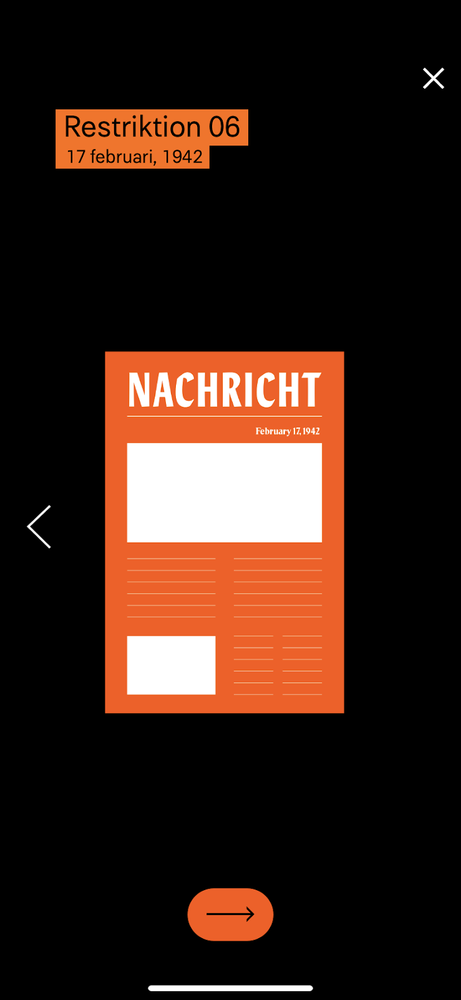 Restriktion 06
17 februari, 1942
NACHRICHT
February 17, 1942